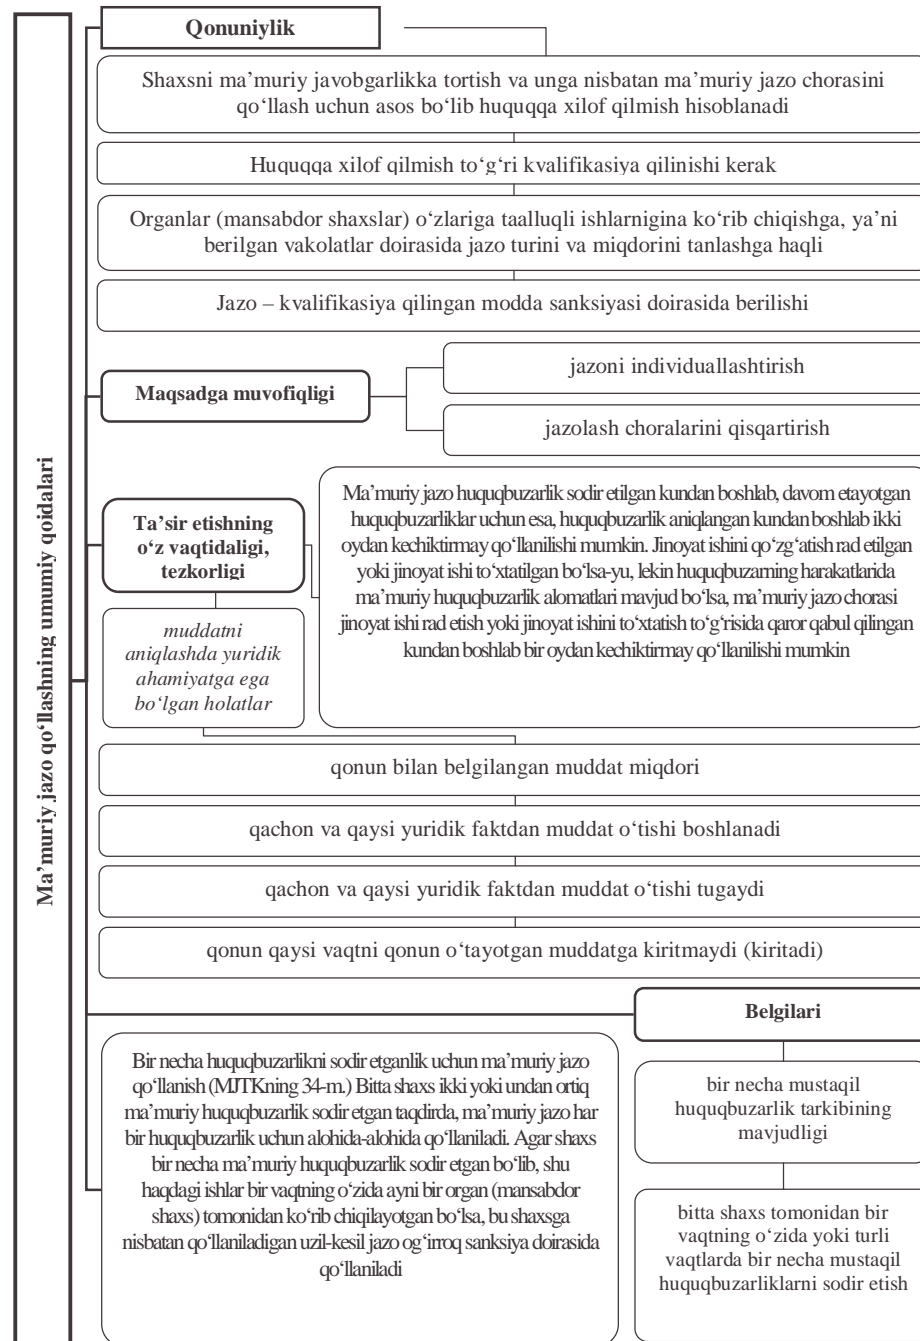 Ma’muriy jazo qo‘llashning umumiy qoidalari
Qonuniylik
Shaxsni ma’muriy javobgarlikka tortish va unga nisbatan ma’muriy jazo chorasini
qo‘llash uchun asos bo‘lib huquqqa xilof qilmish hisoblanadi
Huquqqa xilof qilmish to‘g‘ri kvalifikasiya qilinishi kerak
Organlar (mansabdor shaxslar) o‘zlariga taalluqli ishlarnigina ko‘rib chiqishga, ya’ni
berilgan vakolatlar doirasida jazo turini va miqdorini tanlashga haqli
Jazo – kvalifikasiya qilingan modda sanksiyasi doirasida berilishi
Maqsadga muvofiqligi
jazoni individuallashtirish
jazolash choralarini qisqartirish
Ta’sir etishning
o‘z vaqtidaligi,
tezkorligi
Ma’muriy jazo huquqbuzarlik sodir etilgan kundan boshlab, davom etayotgan
huquqbuzarliklar uchun esa, huquqbuzarlik aniqlangan kundan boshlab ikki
oydan kechiktirmay qo‘llanilishi mumkin. Jinoyat ishini qo‘zg‘atish rad etilgan
yoki jinoyat ishi to‘xtatilgan bo‘lsa-yu, lekin huquqbuzarning harakatlarida
ma’muriy huquqbuzarlik alomatlari mavjud bo‘lsa, ma’muriy jazo chorasi
jinoyat ishi rad etish yoki jinoyat ishini to‘xtatish to‘g‘risida qaror qabul qilingan
kundan boshlab bir oydan kechiktirmay qo‘llanilishi mumkin
muddatni
aniqlashda yuridik
ahamiyatga ega
bo‘lgan holatlar
qonun bilan belgilangan muddat miqdori
qachon va qaysi yuridik faktdan muddat o‘tishi boshlanadi
qachon va qaysi yuridik faktdan muddat o‘tishi tugaydi
qonun qaysi vaqtni qonun o‘tayotgan muddatga kiritmaydi (kiritadi)
Belgilari
Bir necha huquqbuzarlikni sodir etganlik uchun ma’muriy jazo
qo‘llanish (MJTKning 34-m.) Bitta shaxs ikki yoki undan ortiq
ma’muriy huquqbuzarlik sodir etgan taqdirda, ma’muriy jazo har
bir huquqbuzarlik uchun alohida-alohida qo‘llaniladi. Agar shaxs
bir necha ma’muriy huquqbuzarlik sodir etgan bo‘lib, shu
haqdagi ishlar bir vaqtning o‘zida ayni bir organ (mansabdor
shaxs) tomonidan ko‘rib chiqilayotgan bo‘lsa, bu shaxsga
nisbatan qo‘llaniladigan uzil-kesil jazo og‘irroq sanksiya doirasida
qo‘llaniladi
bir necha mustaqil
huquqbuzarlik tarkibining
mavjudligi
bitta shaxs tomonidan bir
vaqtning o‘zida yoki turli
vaqtlarda bir necha mustaqil
huquqbuzarliklarni sodir etish